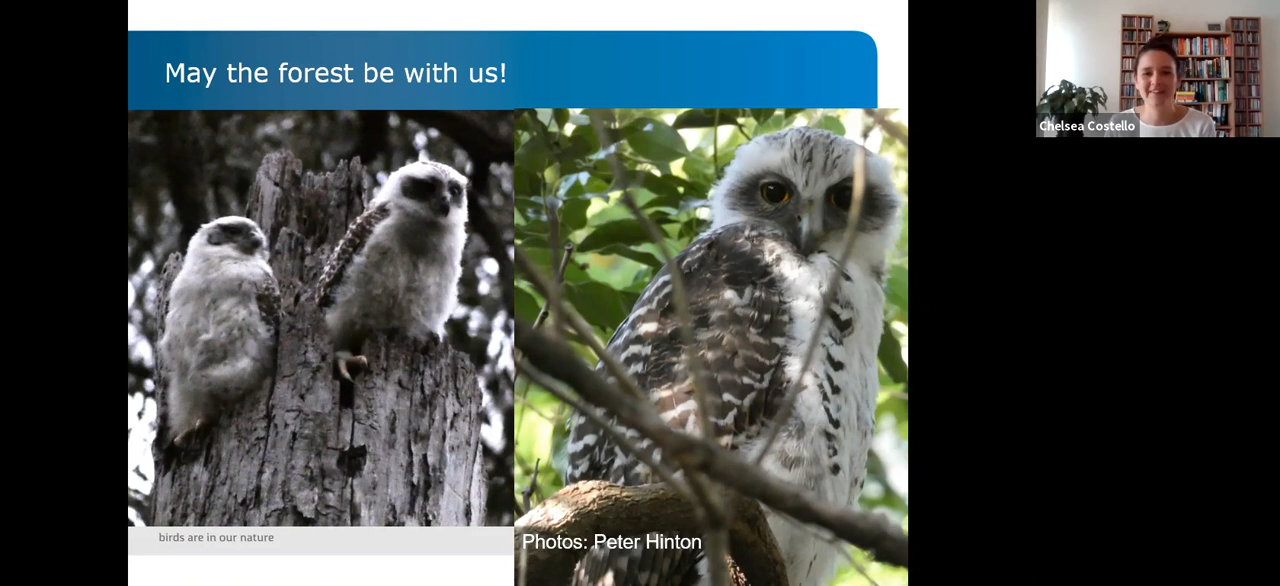 May the forest be with us!
Chelsea Costello
birds are in our nature
Photos: Peter Hinton